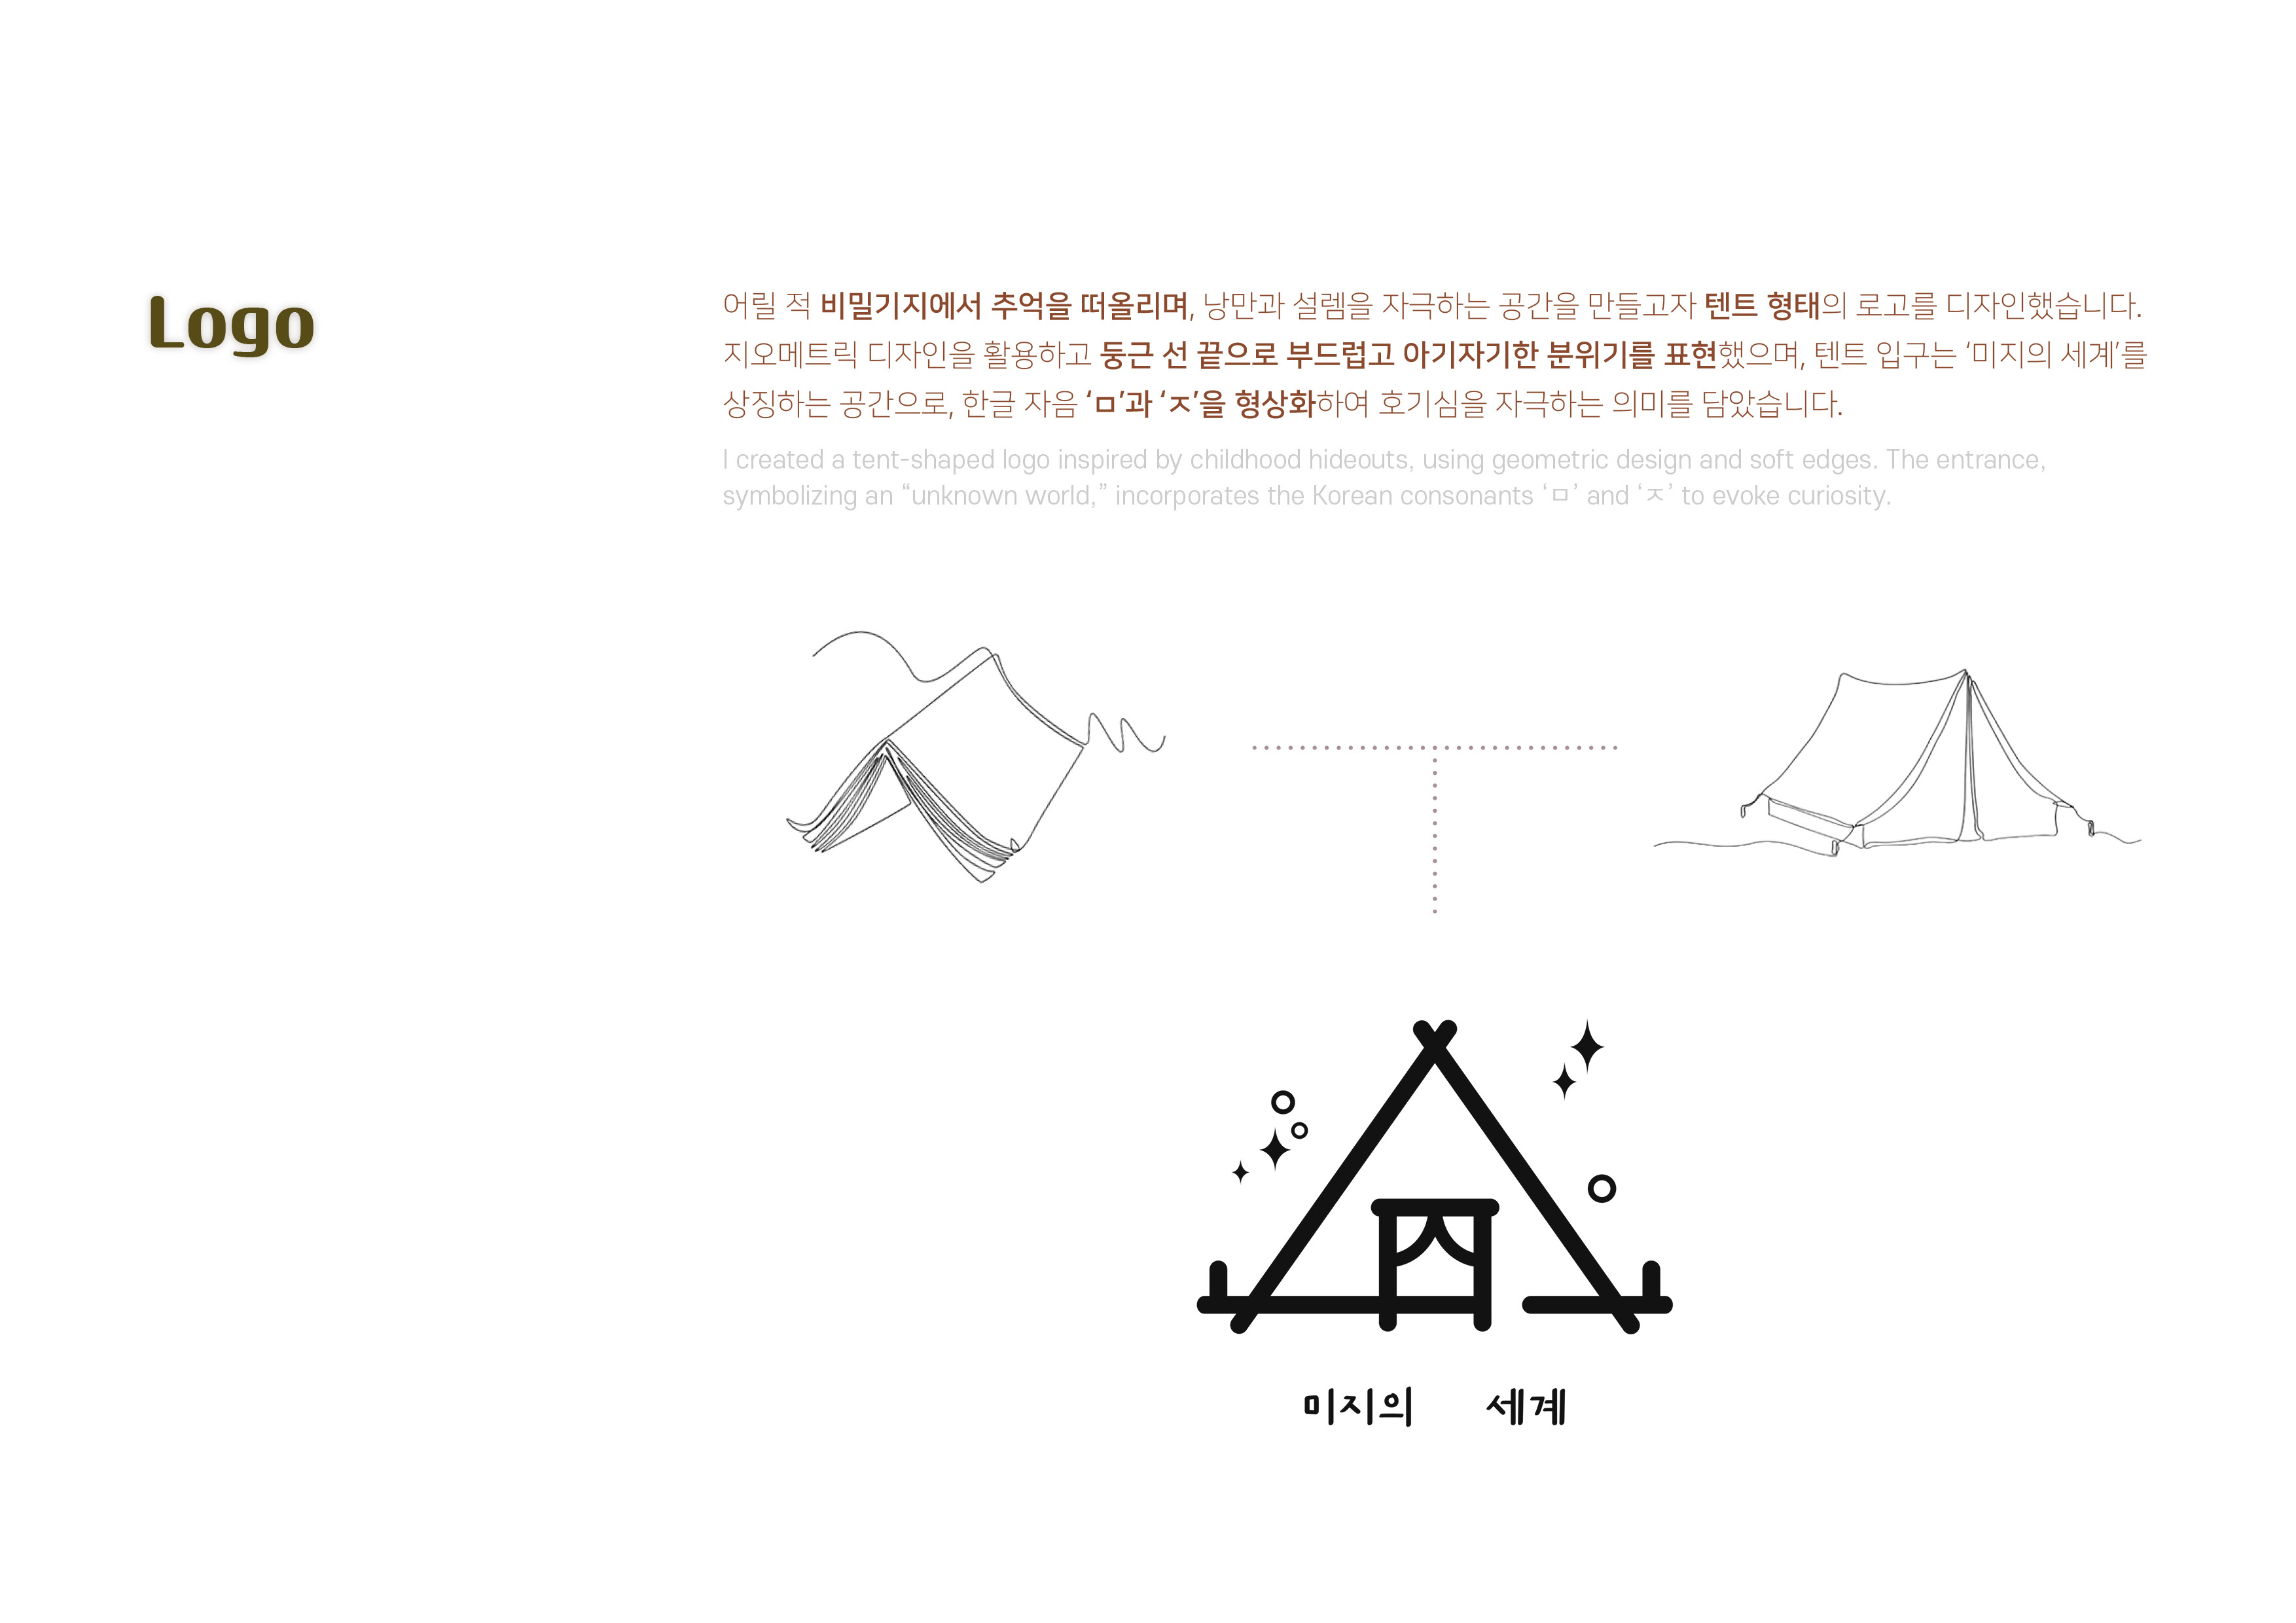 Logo
어릴 적 비밀기지에서 추억을 떠올리며, 낭만과 설렘을 자극하는 공간을 만들고자 텐트 형태의 로고를 디자인했습니다.
지오메트릭 디자인을 활용하고 둥근 선 끝으로 부드럽고 아기자기한 분위기를 표현했으며, 텐트 입구는 ‘미지의 세계’를
상징하는 공간으로, 한글 자음 ‘ㅁ’과 ‘ㅈ’을 형상화하여 호기심을 자극하는 의미를 담았습니다.
I created a tent-shaped logo inspired by childhood hideouts, using geometric design and soft edges. The entrance,
symbolizing an “unknown world,” incorporates the Korean consonants ‘ㅁ’ and ‘ㅈ’ to evoke curiosity.
미지의 세계